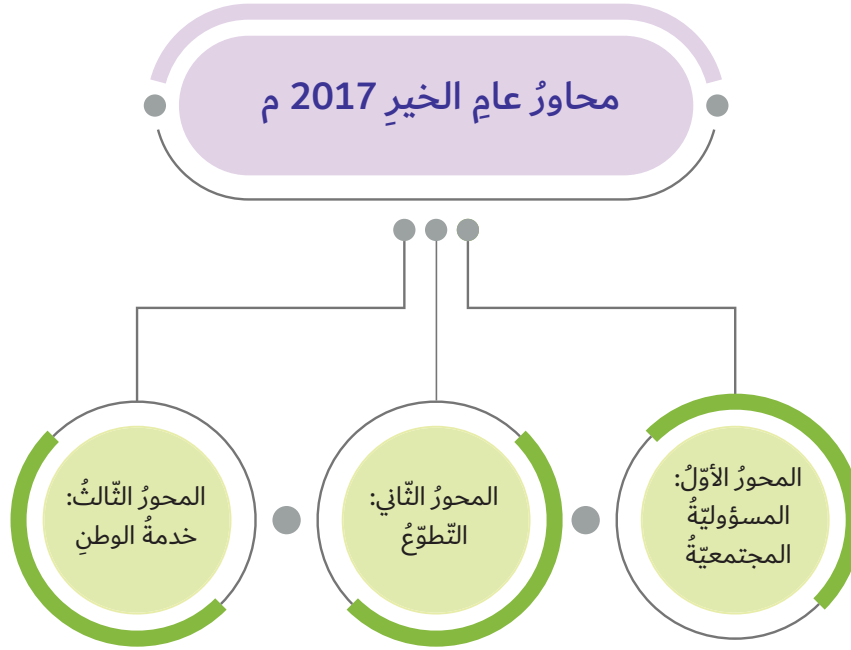 محاورُ عامِ الخيرِ 2017 م
المحورُ الأوّلُ:
المسؤوليّةُ
المجتمعيّةُ
المحورُ الثّاني:
التّطوّعُ
المحورُ الثّالثُ:
خدمةُ الوطنِ